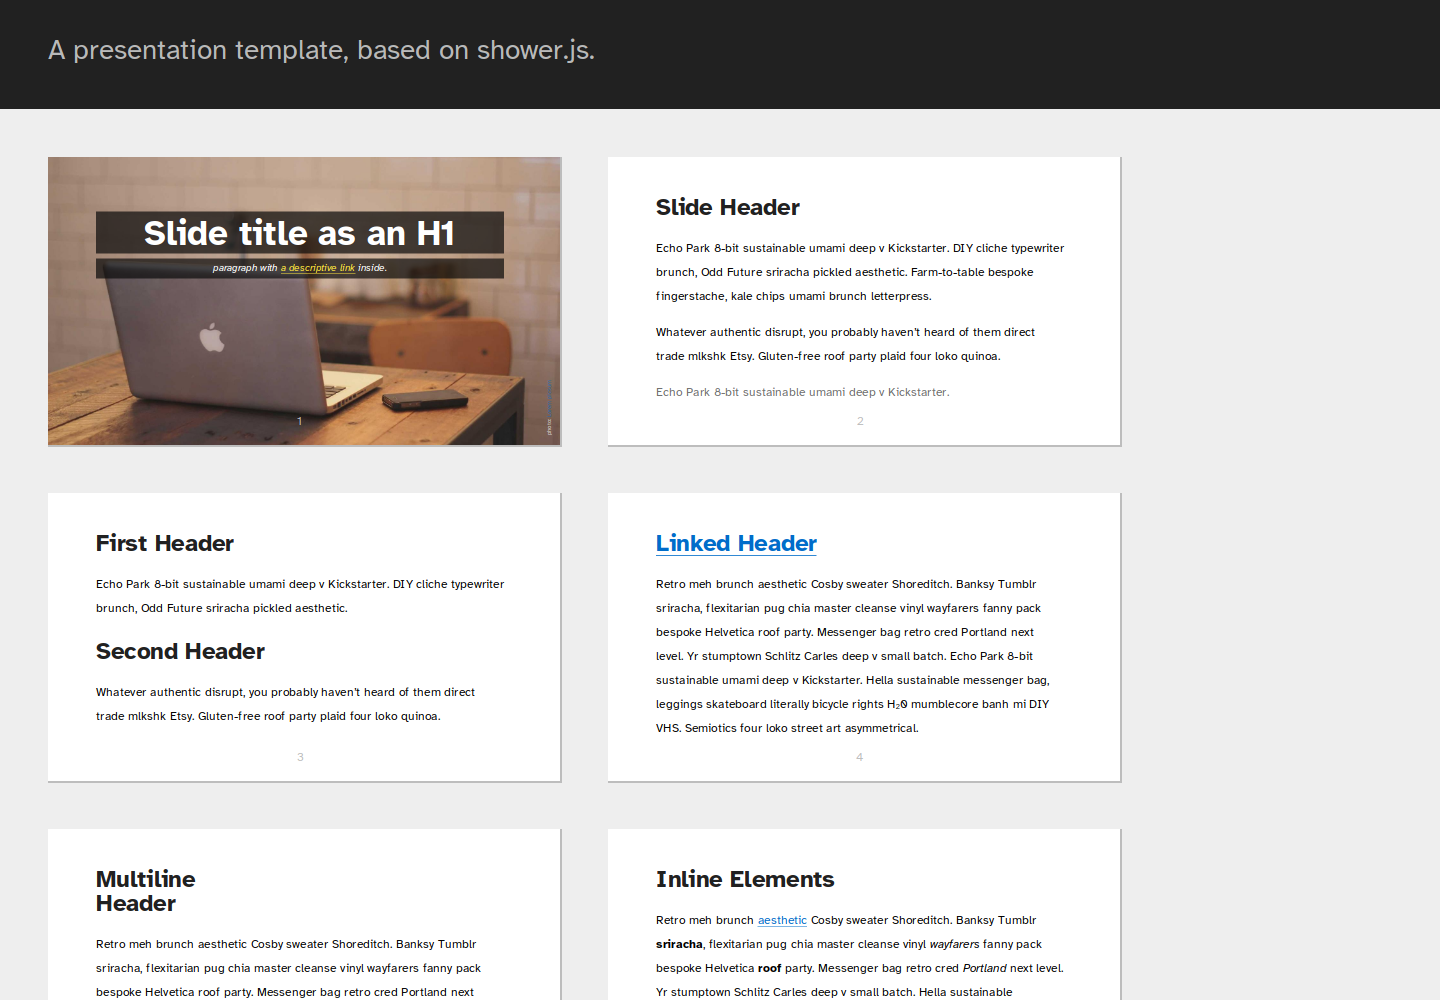 A presentation template, based on shower.js.
Slide title as an H1
paragraph with a descriptive link inside.
1
photo:
Slide Header
Echo Park 8-bit sustainable umami deep v Kickstarter. DIY cliche typewriter
brunch, Odd Future sriracha pickled aesthetic. Farm-to-table bespoke
fingerstache, kale chips umami brunch letterpress.
Whatever authentic disrupt, you probably haven't heard of them direct
trade mlkshk Etsy. Gluten-free roof party plaid four loko quinoa.
Echo Park 8-bit sustainable umami deep v Kickstarter.
2
First Header
Echo Park 8-bit sustainable umami deep v Kickstarter. DIY cliche typewriter
brunch, Odd Future sriracha pickled aesthetic.
Second Header
Whatever authentic disrupt, you probably haven't heard of them direct
trade mlkshk Etsy. Gluten-free roof party plaid four loko quinoa.
3
Linked Header
Retro meh brunch aesthetic Cosby sweater Shoreditch. Banksy Tumblr
sriracha, flexitarian pug chia master cleanse vinyl wayfarers fanny pack
bespoke Helvetica roof party. Messenger bag retro cred Portland next
level. Yr stumptown Schlitz Carles deep v small batch. Echo Park 8-bit
sustainable umami deep v Kickstarter. Hella sustainable messenger bag,
leggings skateboard literally bicycle rights H₂0 mumblecore banh mi DIY
VHS. Semiotics four loko street art asymmetrical.
4
Multiline
Header
Retro meh brunch aesthetic Cosby sweater Shoreditch. Banksy Tumblr
sriracha, flexitarian pug chia master cleanse vinyl wayfarers fanny pack
bespoke Helvetica roof party. Messenger bag retro cred Portland next
Inline Elements
Retro meh brunch aesthetic Cosby sweater Shoreditch. Banksy Tumblr
sriracha, flexitarian pug chia master cleanse vinyl wayfarers fanny pack
bespoke Helvetica roof party. Messenger bag retro cred Portland next level.
Yr stumptown Schlitz Carles deep v small batch. Hella sustainable